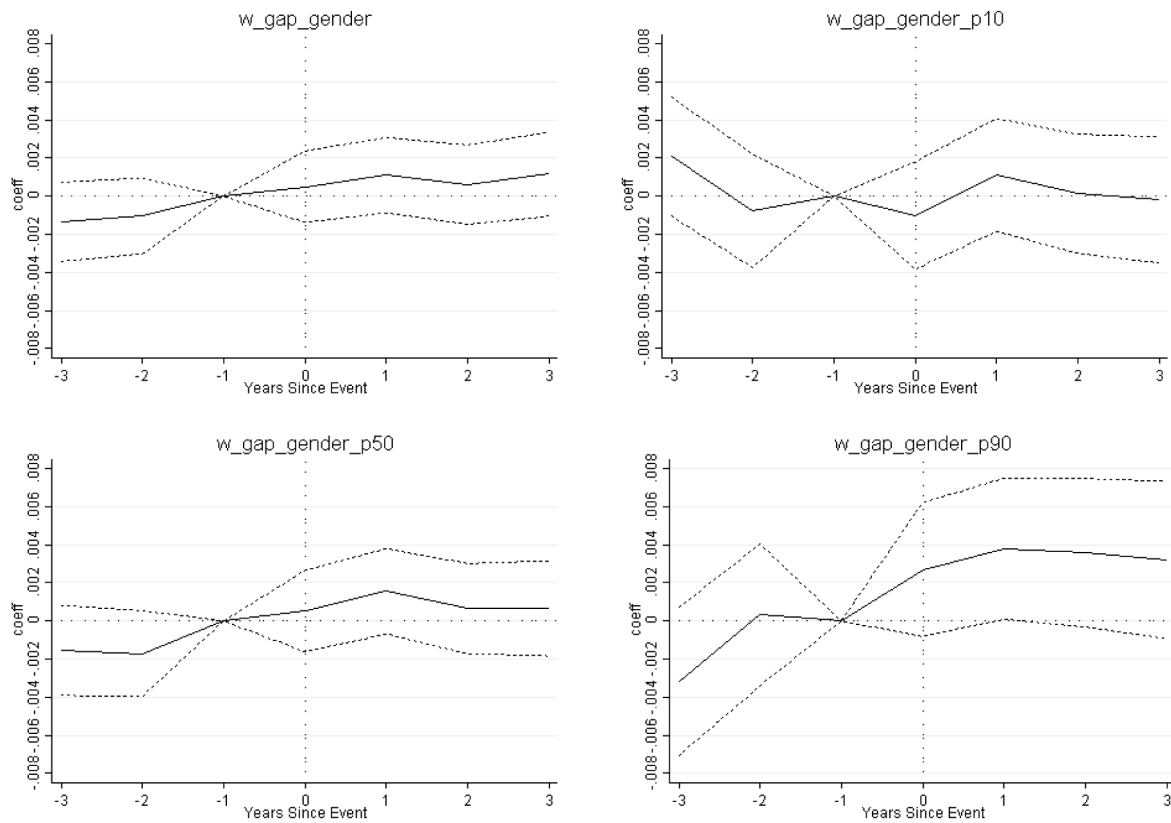 w_gap_gender
.008
.006
.004
.002
0
-.002
-.004
-.006
-.008
coeff
-3 -2 -1 0 1 2 3
Years Since Event
w_gap_gender_p10
.008
.006
.004
.002
0
-.002
-.004
-.006
-.008
coeff
-3 -2 -1 0 1 2 3
Years Since Event
w_gap_gender_p50
.008
.006
.004
.002
0
-.002
-.004
-.006
-.008
coeff
-3 -2 -1 0 1 2 3
Years Since Event
w_gap_gender_p90
.008
.006
.004
.002
0
-.002
-.004
-.006
-.008
coeff
-3 -2 -1 0 1 2 3
Years Since Event